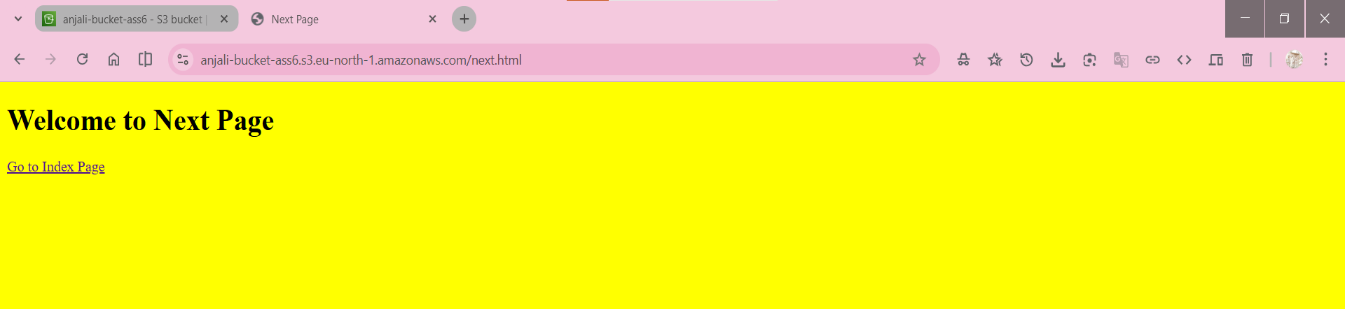 anjali-bucket-ass6 - S3 bucket
Next Page
anjali-bucket-ass6.s3.eu-north-1.amazonaws.com/next.html
Welcome to Next Page
Go to Index Page